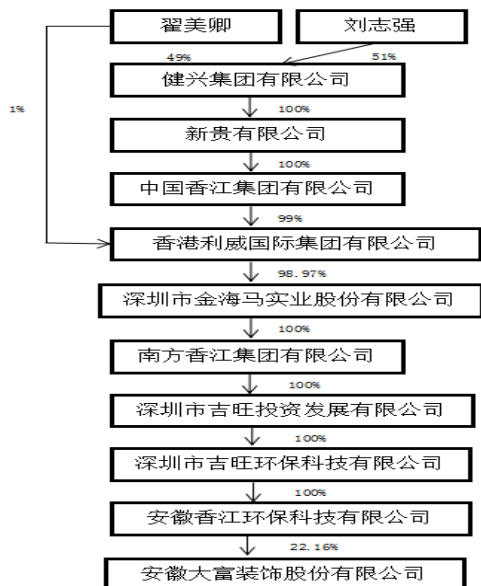 翟美卿
刘志强
49%
51%
健兴集团有限公司
1%
100%
新贵有限公司
100%
中国香江集团有限公司
99%
香港利威国际集团有限公司
98.97%
深圳市金海马实业股份有限公司
100%
南方香江集团有限公司
100%
深圳市吉旺投资发展有限公司
100%
深圳市吉旺环保科技有限公司
100%
安徽香江环保科技有限公司
22.16%
安徽大富装饰股份有限公司